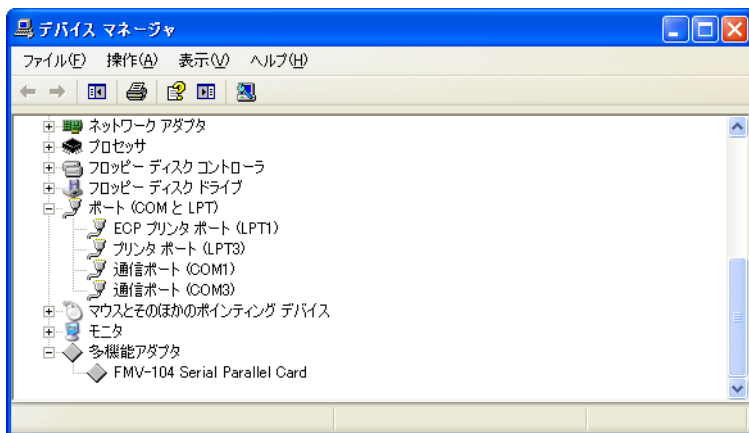 デバイス マネージャ
ファイル(F) 操作(A) 表示(V) ヘルプ(H)
ネットワーク アダプタ
プロセッサ
フロッピー ディスク コントローラ
フロッピー ディスク ドライブ
ポート (COM と LPT)
ECP プリンタ ポート (LPT1)
プリンタ ポート (LPT3)
通信ポート (COM1)
通信ポート (COM3)
マウスとそのほかのポインティング デバイス
モニタ
多機能アダプタ
FMV-104 Serial Parallel Card